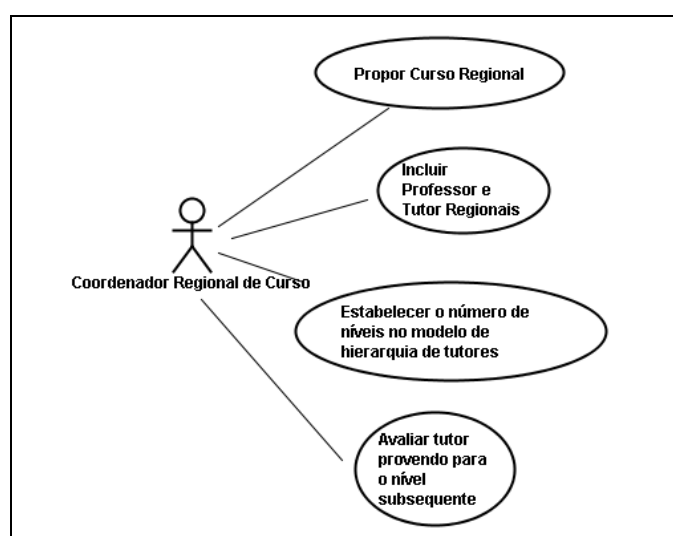 Propor Curso Regional
Incluir
Professor e
Tutor Regionais
Coordenador Regional de Curso
Estabelecer o número de
níveis no modelo de
hierarquia de tutores
Avaliar tutor
provendo para
o nível
subsequente